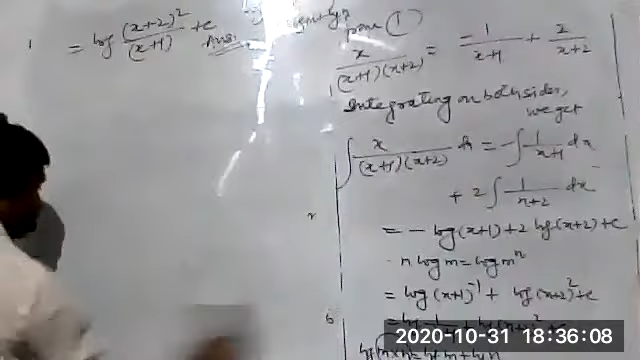 = log (x+2)² / (x+1) + c Ans.
from (1)
x / (x+1)(x+2) = -1 / x+1 + 2 / x+2
Integrating on both sides,
we get
∫ x / (x+1)(x+2) dx = -∫ 1 / x+1 dx
+ 2 ∫ 1 / x+2 dx
= - log (x+1) + 2 log (x+2) + c
n log m = log mⁿ
= log (x+1)⁻¹ + log (x+2)² + c
2020-10-31 18:36:08